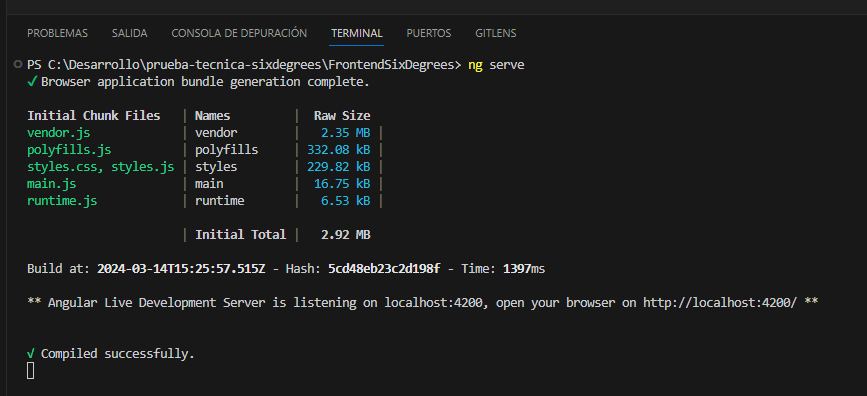 PROBLEMAS SALIDA CONSOLA DE DEPURACIÓN TERMINAL PUERTOS GITLENS
PS C:\Desarrollo\prueba-tecnica-sixdegrees\FrontendSixDegrees> ng serve
√ Browser application bundle generation complete.
Initial Chunk Files | Names | Raw Size
vendor.js | vendor | 2.35 MB |
polyfills.js | polyfills | 332.08 kB |
styles.css, styles.js | styles | 229.82 kB |
main.js | main | 16.75 kB |
runtime.js | runtime | 6.53 kB |
| Initial Total | 2.92 MB
Build at: 2024-03-14T15:25:57.515Z - Hash: 5cd48eb23c2d198f - Time: 1397ms
** Angular Live Development Server is listening on localhost:4200, open your browser on http://localhost:4200/ **
√ Compiled successfully.